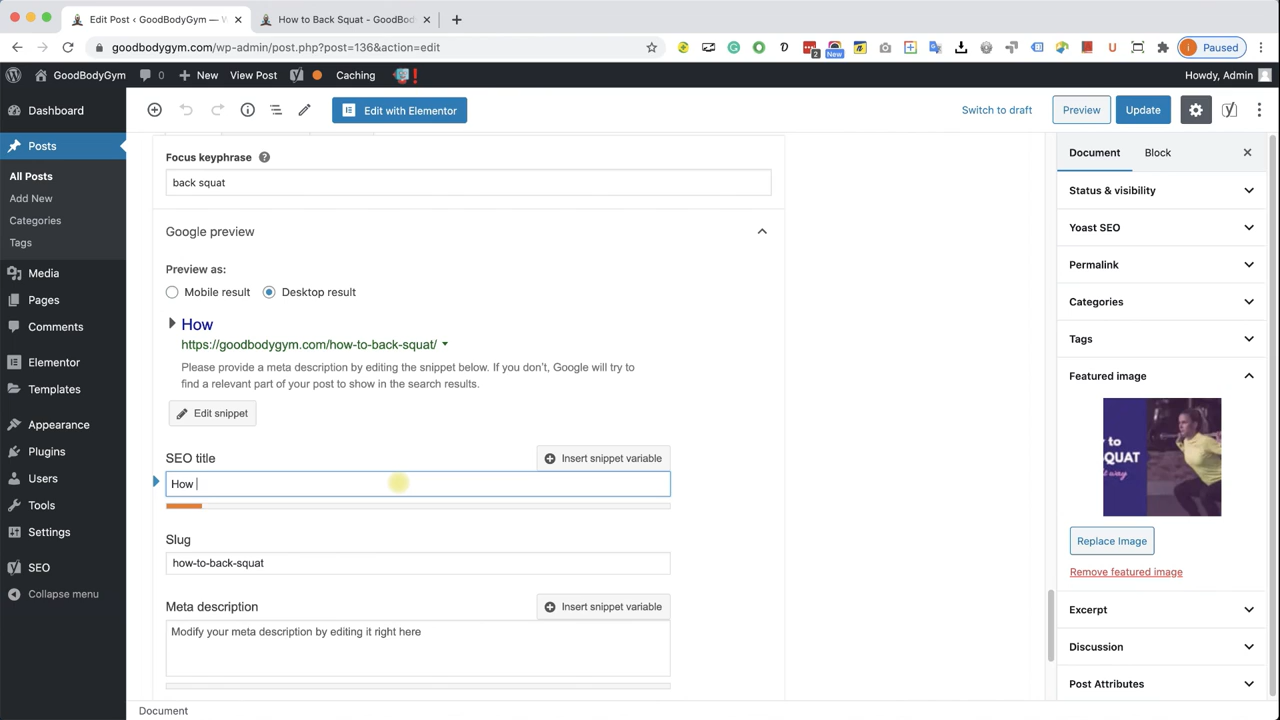 Edit Post ‹ GoodBodyGym — W
How to Back Squat - GoodBod
goodbodygym.com/wp-admin/post.php?post=136&action=edit
2
New
Paused
GoodBodyGym
0
New
View Post
Caching
Howdy, Admin
Dashboard
Edit with Elementor
Switch to draft
Preview
Update
Posts
All Posts
Add New
Categories
Tags
Media
Pages
Comments
Elementor
Templates
Appearance
Plugins
Users
Tools
Settings
SEO
Collapse menu
Focus keyphrase
back squat
Google preview
Preview as:
Mobile result
Desktop result
How
https://goodbodygym.com/how-to-back-squat/
Please provide a meta description by editing the snippet below. If you don't, Google will try to
find a relevant part of your post to show in the search results.
Edit snippet
SEO title
Insert snippet variable
How
Slug
how-to-back-squat
Meta description
Insert snippet variable
Modify your meta description by editing it right here
Document
Document
Block
Status & visibility
Yoast SEO
Permalink
Categories
Tags
Featured image
to
QUAT
t way
Replace Image
Remove featured image
Excerpt
Discussion
Post Attributes